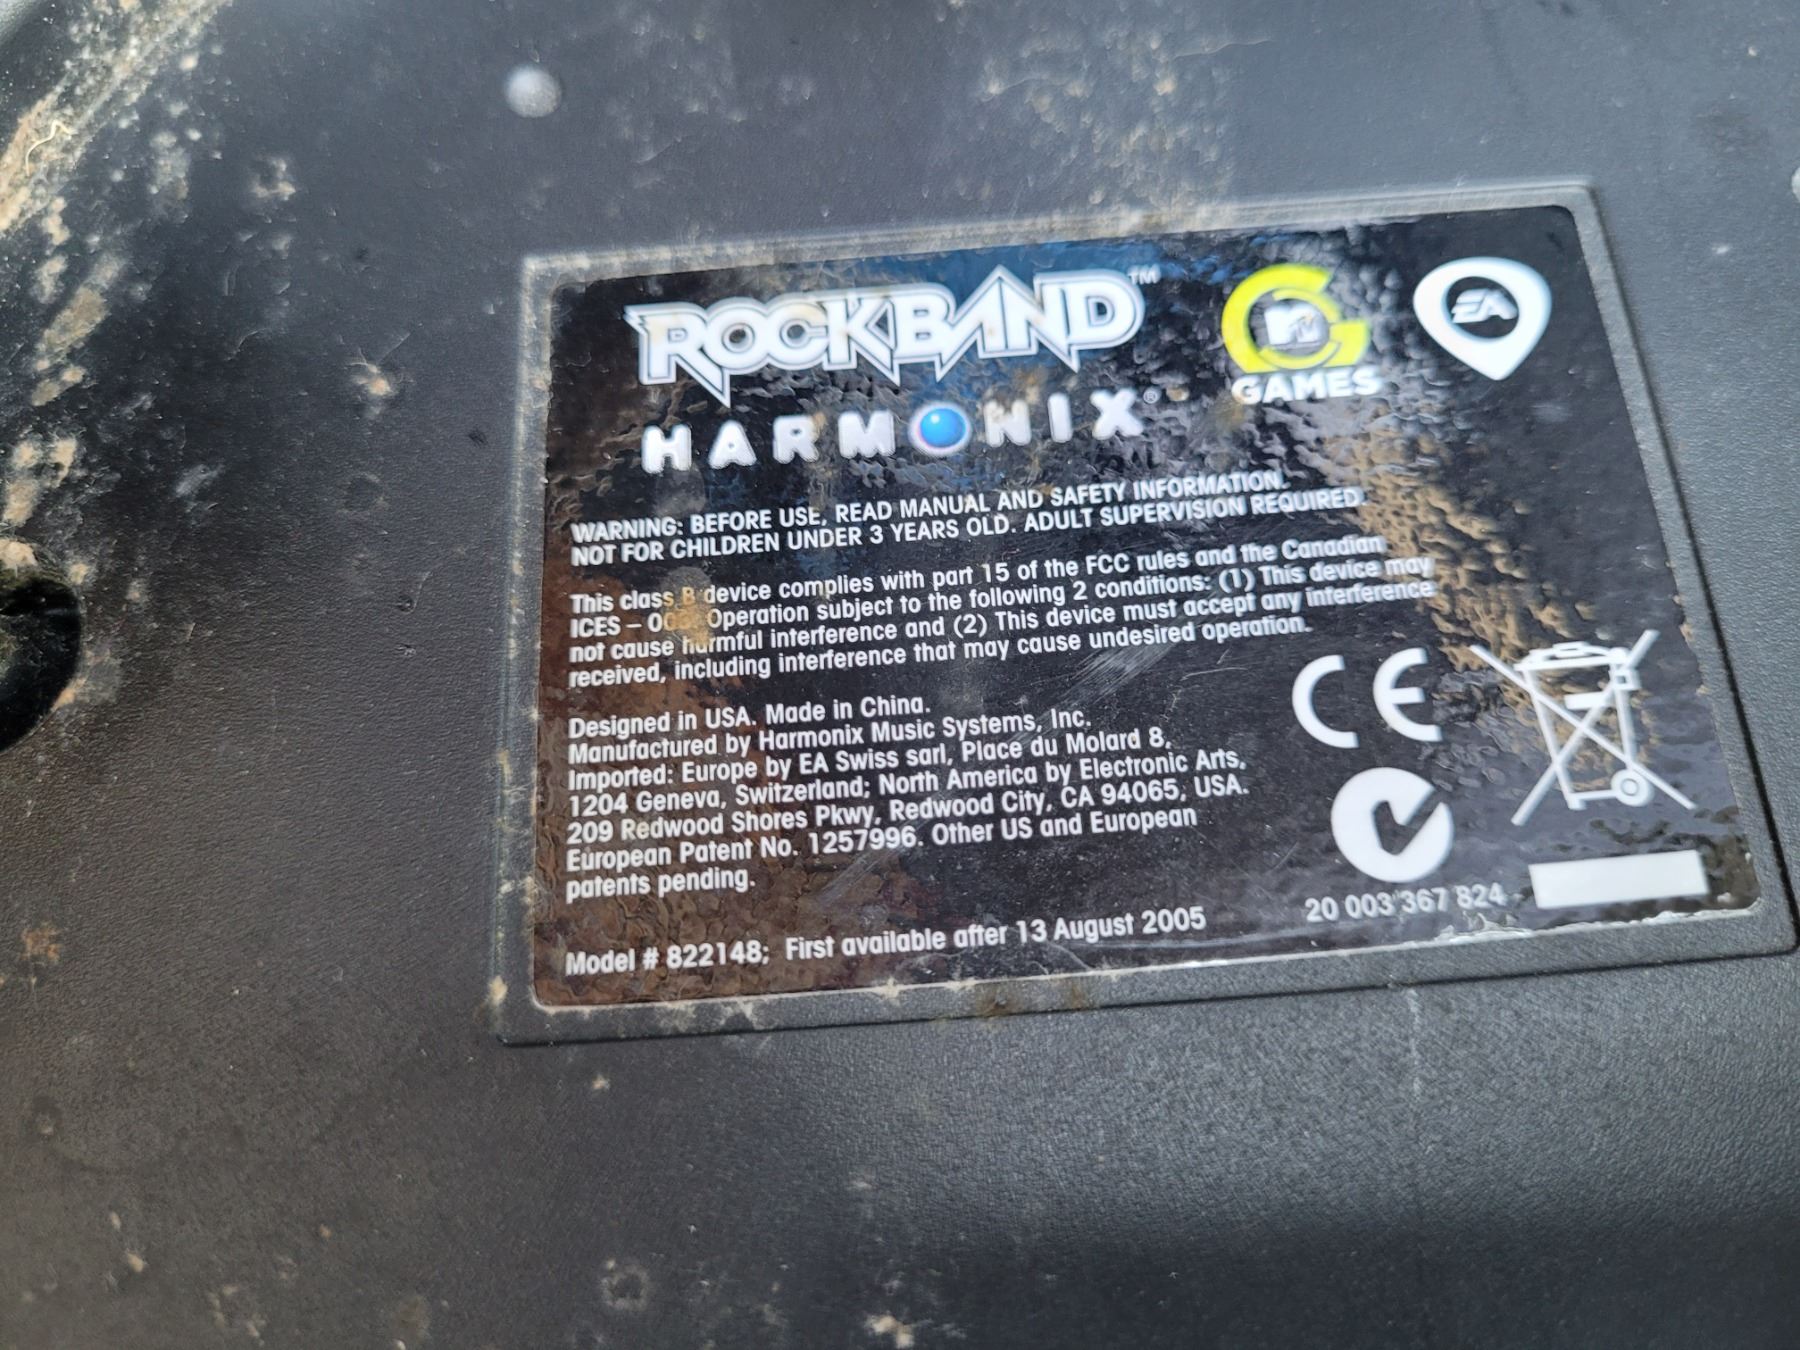 ROCKBAND™
HARMONIX®
MTV
GAMES
EA
WARNING: BEFORE USE, READ MANUAL AND SAFETY INFORMATION.
NOT FOR CHILDREN UNDER 3 YEARS OLD. ADULT SUPERVISION REQUIRED.
This class B device complies with part 15 of the FCC rules and the Canadian
ICES – Operation subject to the following 2 conditions: (1) This device may
not cause harmful interference and (2) This device must accept any interference
received, including interference that may cause undesired operation.
Designed in USA. Made in China.
Manufactured by Harmonix Music Systems, Inc.
Imported: Europe by EA Swiss sarl, Place du Molard 8,
1204 Geneva, Switzerland; North America by Electronic Arts,
209 Redwood Shores Pkwy, Redwood City, CA 94065, USA.
European Patent No. 1257996. Other US and European
patents pending.
Model # 822148; First available after 13 August 2005
CE
20 003 367 824